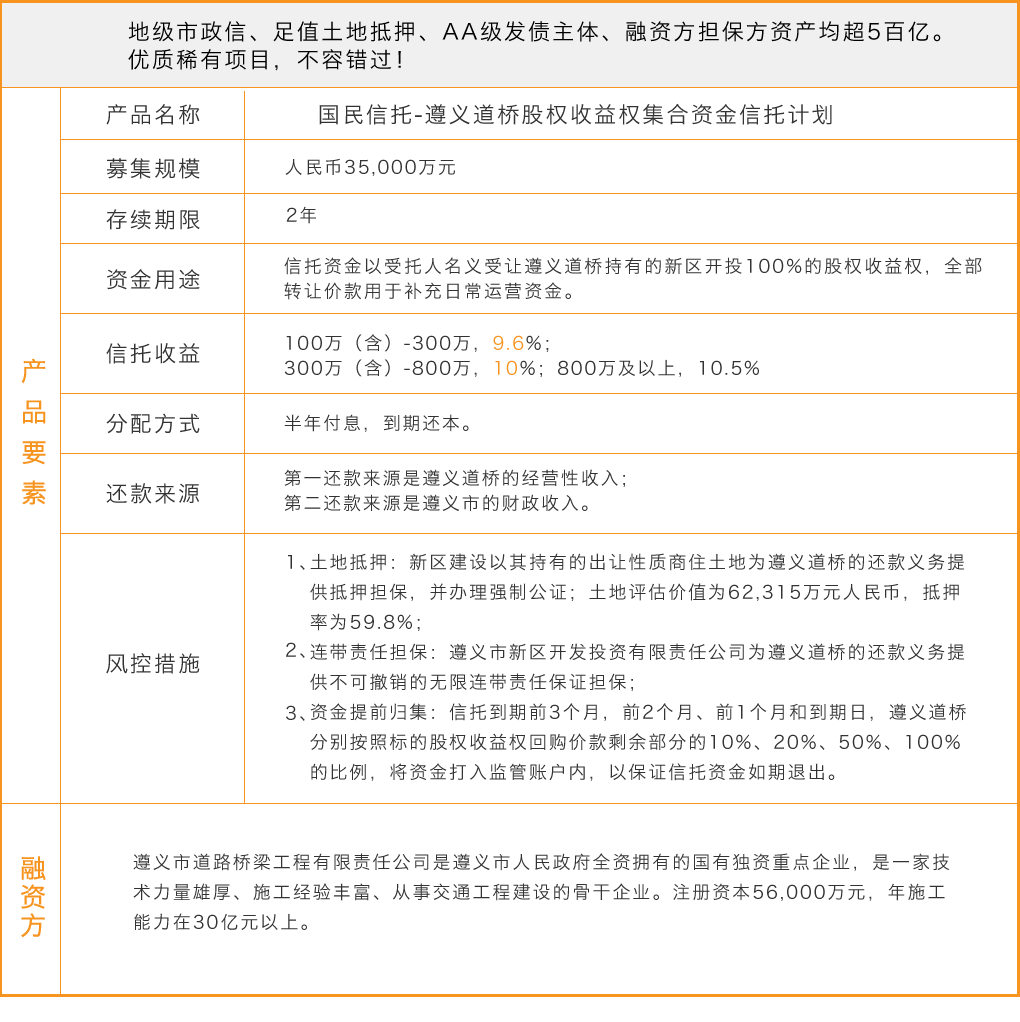 地级市政信、足值土地抵押、AA级发债主体、融资方担保方资产均超5百亿。
优质稀有项目，不容错过！
产品要素
产品名称
国民信托-遵义道桥股权收益权集合资金信托计划
募集规模
人民币35,000万元
存续期限
2年
资金用途
信托资金以受托人名义受让遵义道桥持有的新区开投100%的股权收益权，全部
转让价款用于补充日常运营资金。
信托收益
100万（含）-300万，9.6%；
300万（含）-800万，10%；800万及以上，10.5%
分配方式
半年付息，到期还本。
还款来源
第一还款来源是遵义道桥的经营性收入；
第二还款来源是遵义市的财政收入。
风控措施
1、土地抵押：新区建设以其持有的出让性质商住土地为遵义道桥的还款义务提
供抵押担保，并办理强制公证；土地评估价值为62,315万元人民币，抵押
率为59.8%；
2、连带责任担保：遵义市新区开发投资有限责任公司为遵义道桥的还款义务提
供不可撤销的无限连带责任保证担保；
3、资金提前归集：信托到期前3个月，前2个月、前1个月和到期日，遵义道桥
分别按照标的股权收益权回购价款剩余部分的10%、20%、50%、100%
的比例，将资金打入监管账户内，以保证信托资金如期退出。
融资方
遵义市道路桥梁工程有限责任公司是遵义市人民政府全资拥有的国有独资重点企业，是一家技
术力量雄厚、施工经验丰富、从事交通工程建设的骨干企业。注册资本56,000万元，年施工
能力在30亿元以上。